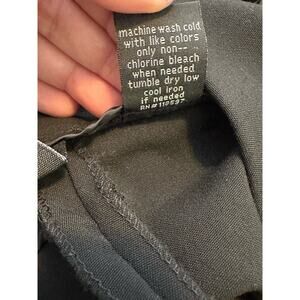 machine wash cold
with like colors
only non--
chlorine bleach
when needed
tumble dry low
cool iron
if needed
RN#119597